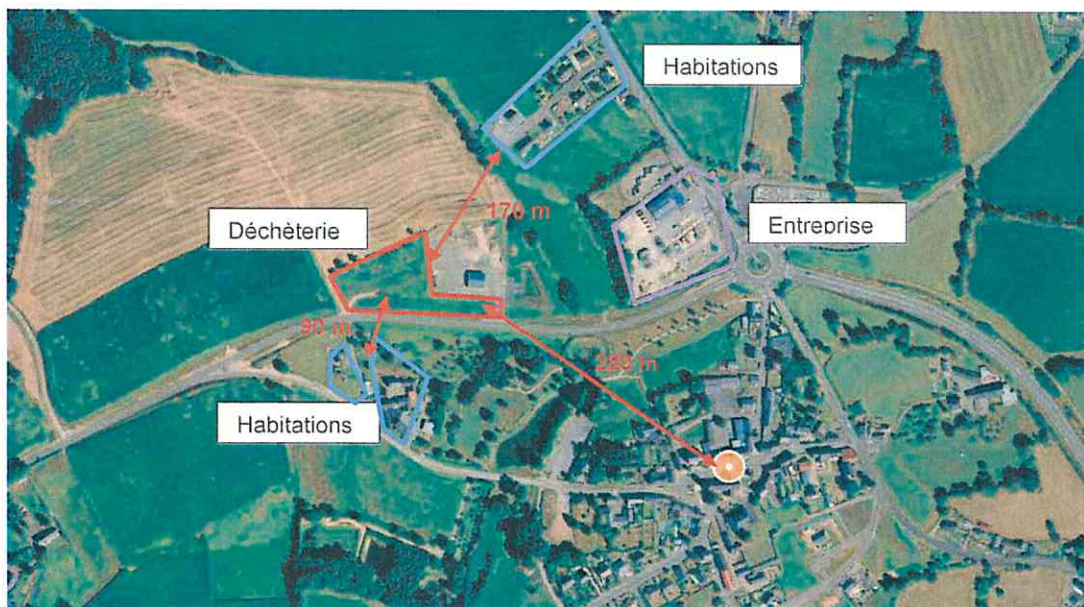 Habitations
170 m
Déchèterie
Entreprise
90 m
280 m
Habitations